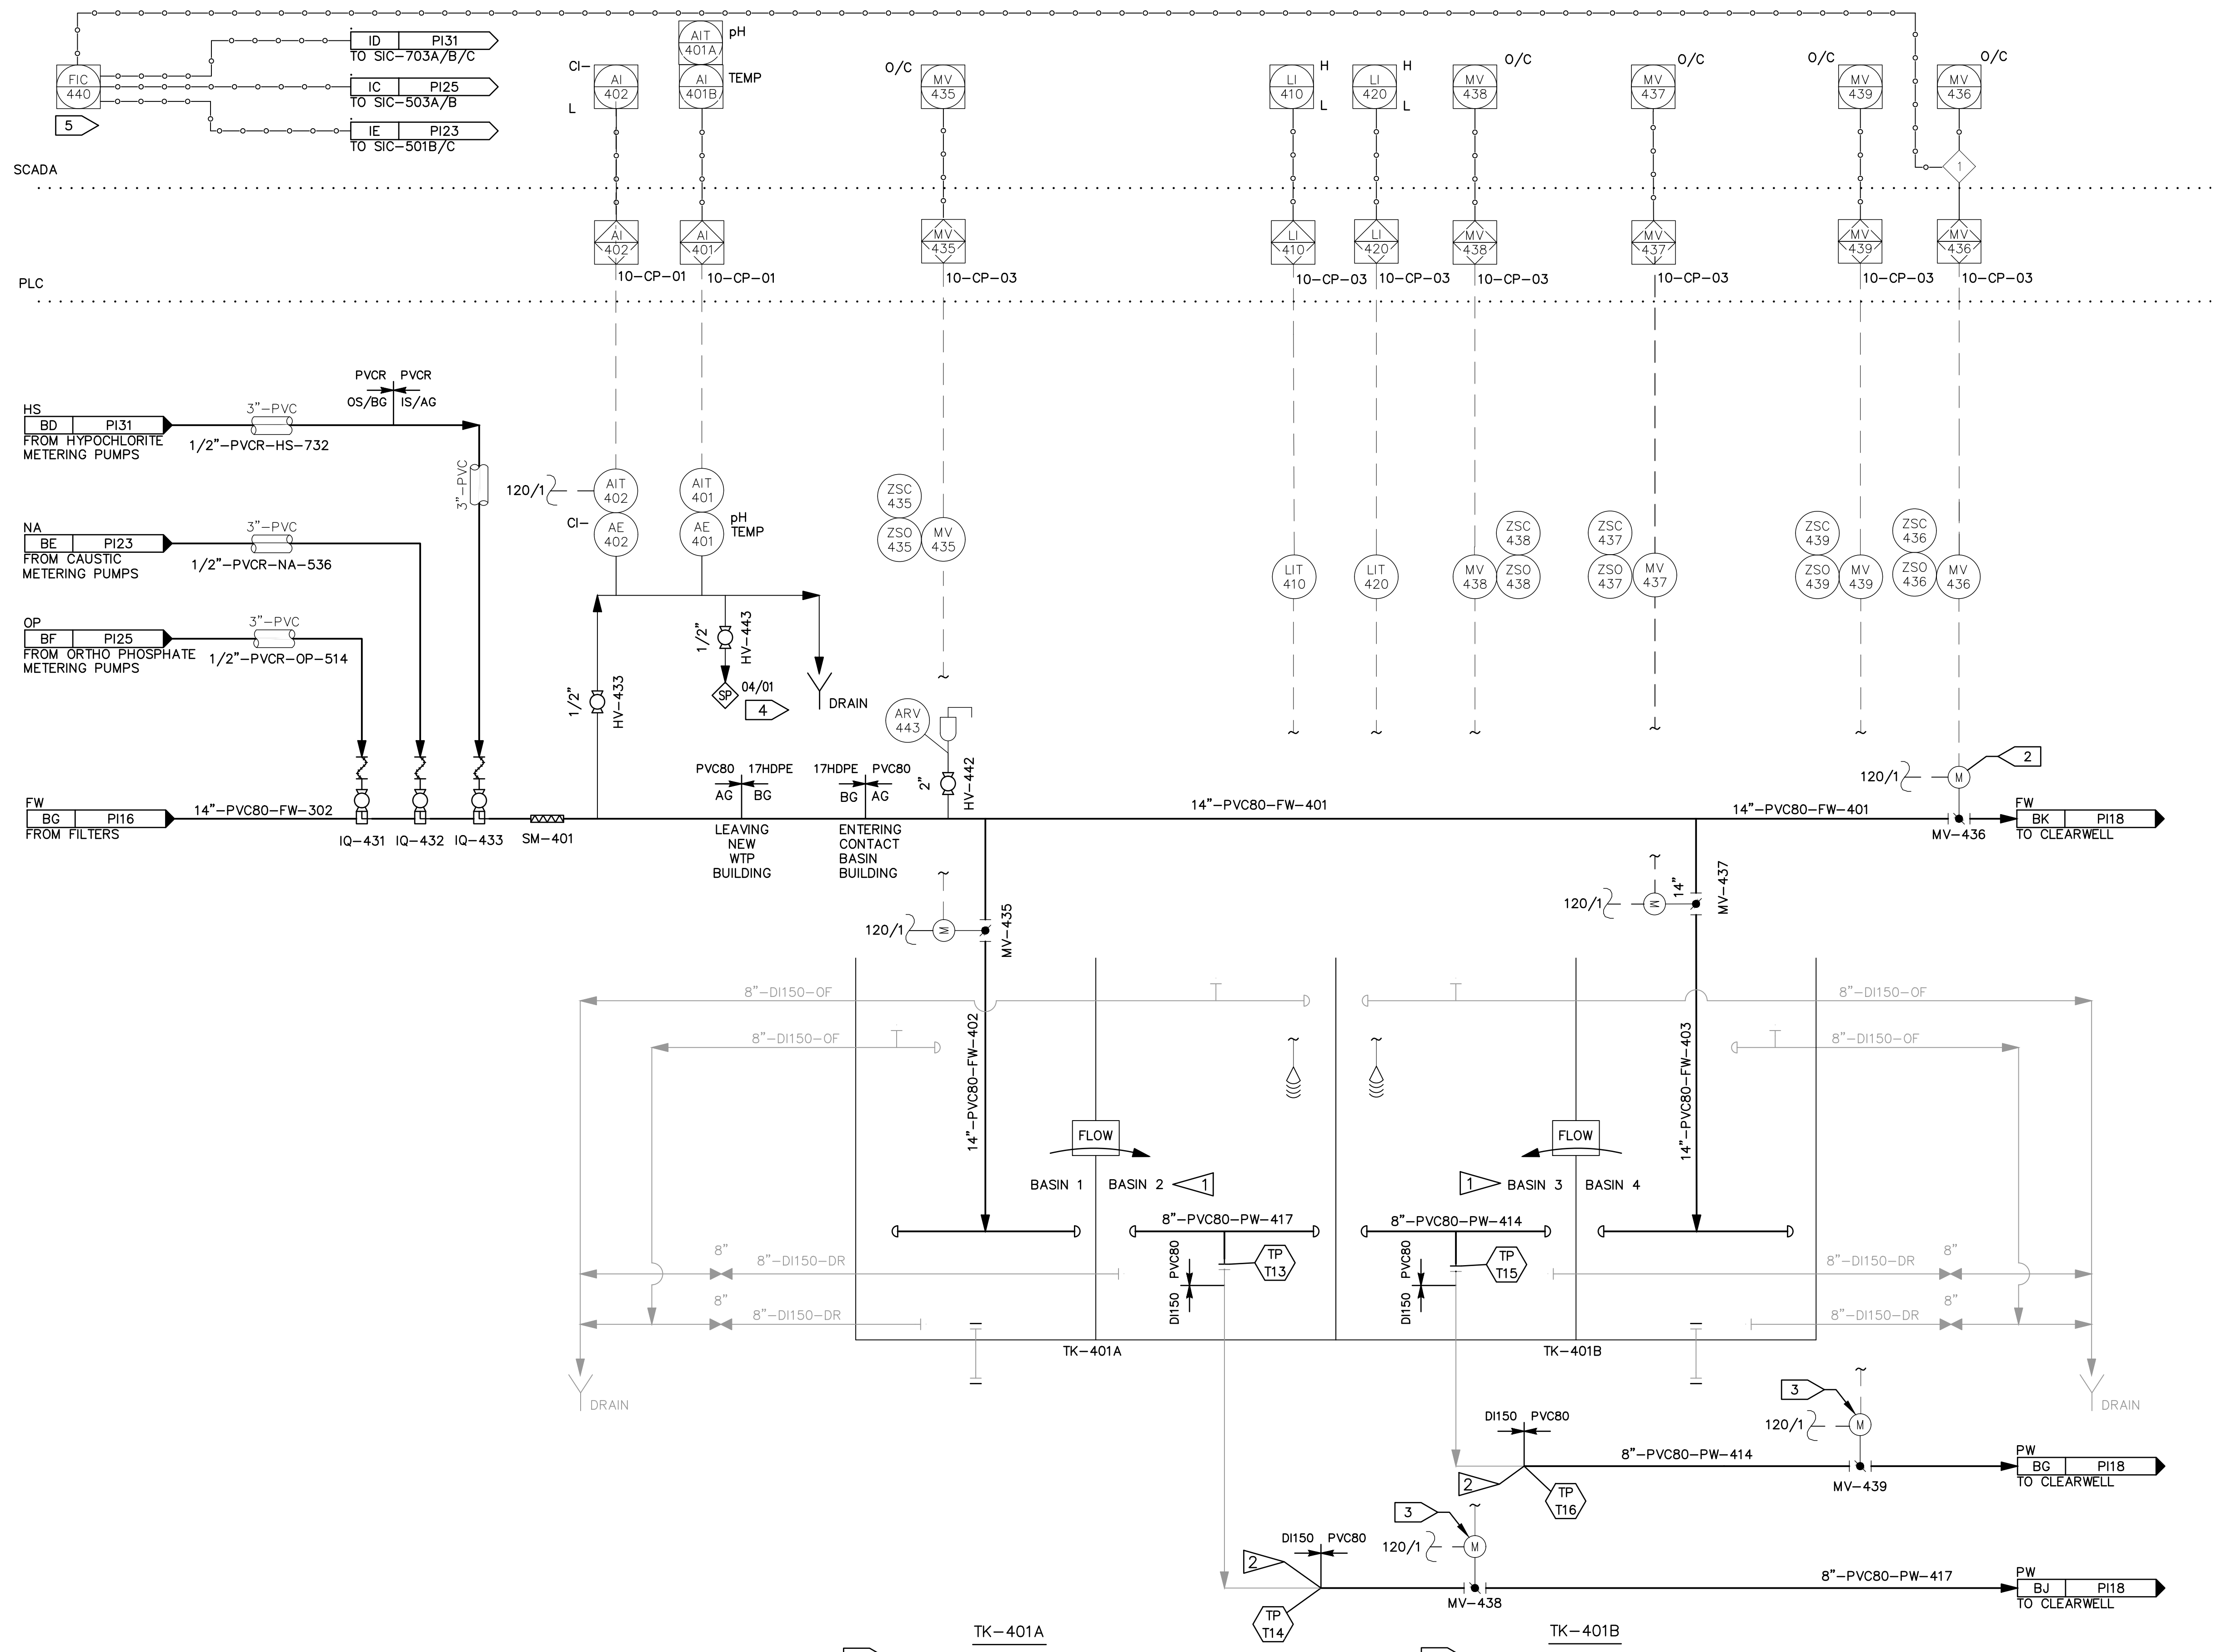 ID PI31
TO SIC-703A/B/C
FIC
440
IC PI25
TO SIC-503A/B
5
IE PI23
TO SIC-501B/C
AIT
401A
pH
Cl-
L
AI
402
AI
401B
TEMP
O/C
MV
435
LI
410
H
L
LI
420
H
L
MV
438
O/C
MV
437
O/C
O/C
MV
439
MV
436
O/C
1
SCADA
AI
402
AI
401
MV
435
LI
410
LI
420
MV
438
MV
437
MV
439
MV
436
10-CP-01
10-CP-01
10-CP-03
10-CP-03
10-CP-03
10-CP-03
10-CP-03
10-CP-03
10-CP-03
PLC
PVCR PVCR
OS/BG IS/AG
HS
BD PI31
FROM HYPOCHLORITE
METERING PUMPS
3"-PVC
1/2"-PVCR-HS-732
3"-PVC
NA
BE PI23
FROM CAUSTIC
METERING PUMPS
3"-PVC
1/2"-PVCR-NA-536
OP
BF PI25
FROM ORTHO PHOSPHATE
METERING PUMPS
3"-PVC
1/2"-PVCR-OP-514
120/1
AIT
402
Cl-
AE
402
AIT
401
AE
401
pH
TEMP
ZSC
435
ZSO
435
MV
435
LIT
410
LIT
420
MV
438
ZSC
438
ZSO
438
ZSC
437
ZSO
437
MV
437
ZSC
439
ZSO
439
MV
439
ZSC
436
ZSO
436
MV
436
1/2"
HV-433
1/2"
HV-443
SP
04/01
4
DRAIN
ARV
443
2"
HV-442
FW
BG PI16
FROM FILTERS
14"-PVC80-FW-302
IQ-431 IQ-432 IQ-433
SM-401
PVC80 17HDPE
AG BG
LEAVING
NEW
WTP
BUILDING
17HDPE PVC80
BG AG
ENTERING
CONTACT
BASIN
BUILDING
14"-PVC80-FW-401
14"-PVC80-FW-401
120/1
M
2
MV-436
FW
BK PI18
TO CLEARWELL
120/1
M
MV-435
120/1
M
14"
MV-437
8"-DI150-OF
8"-DI150-OF
8"-DI150-OF
8"-DI150-OF
14"-PVC80-FW-402
14"-PVC80-FW-403
FLOW
FLOW
BASIN 1
BASIN 2
1
1
BASIN 3
BASIN 4
8"-PVC80-PW-417
8"-PVC80-PW-414
TP
T13
TP
T15
DI150 PVC80
DI150 PVC80
8"
8"-DI150-DR
8"
8"-DI150-DR
8"-DI150-DR
8"
8"-DI150-DR
8"
TK-401A
TK-401B
DRAIN
DRAIN
DI150 PVC80
2
TP
T16
8"-PVC80-PW-414
3
120/1
M
MV-439
PW
BG PI18
TO CLEARWELL
DI150 PVC80
2
TP
T14
3
120/1
M
MV-438
8"-PVC80-PW-417
PW
BJ PI18
TO CLEARWELL
TK-401A
TK-401B